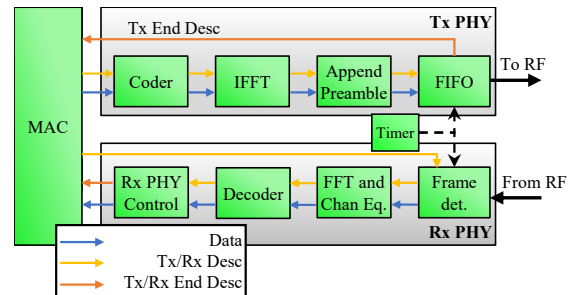 Tx PHY
Tx End Desc
To RF
Coder
IFFT
Append
Preamble
FIFO
MAC
Timer
From RF
Rx PHY
Control
Decoder
FFT and
Chan Eq.
Frame
det.
Rx PHY
Data
Tx/Rx Desc
Tx/Rx End Desc